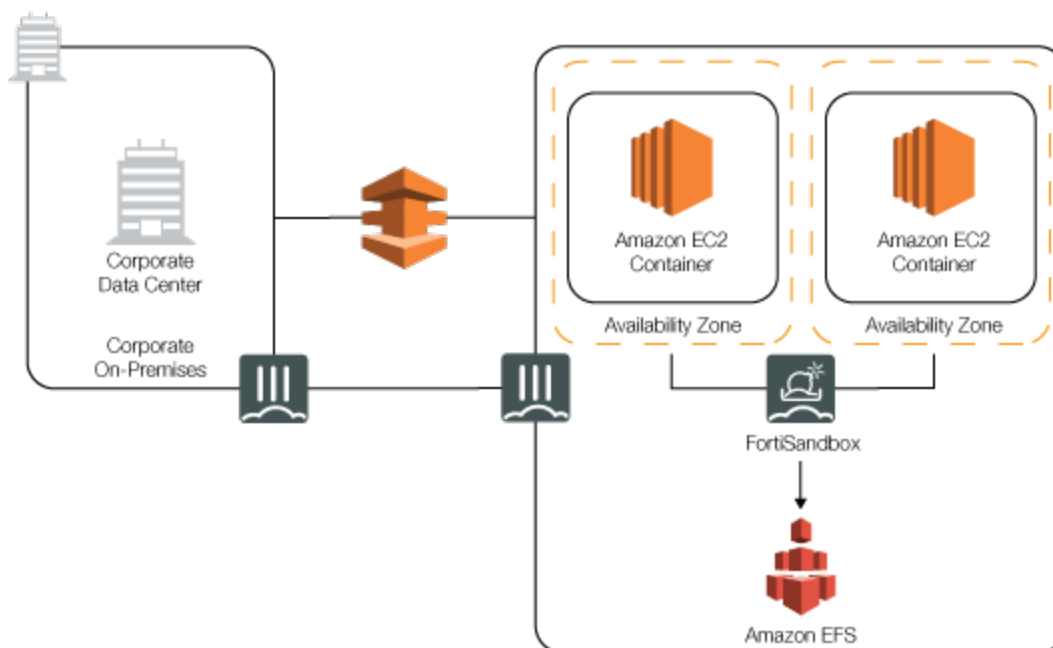 Corporate
Data Center
Corporate
On-Premises
Amazon EC2
Container
Availability Zone
Amazon EC2
Container
Availability Zone
FortiSandbox
Amazon EFS